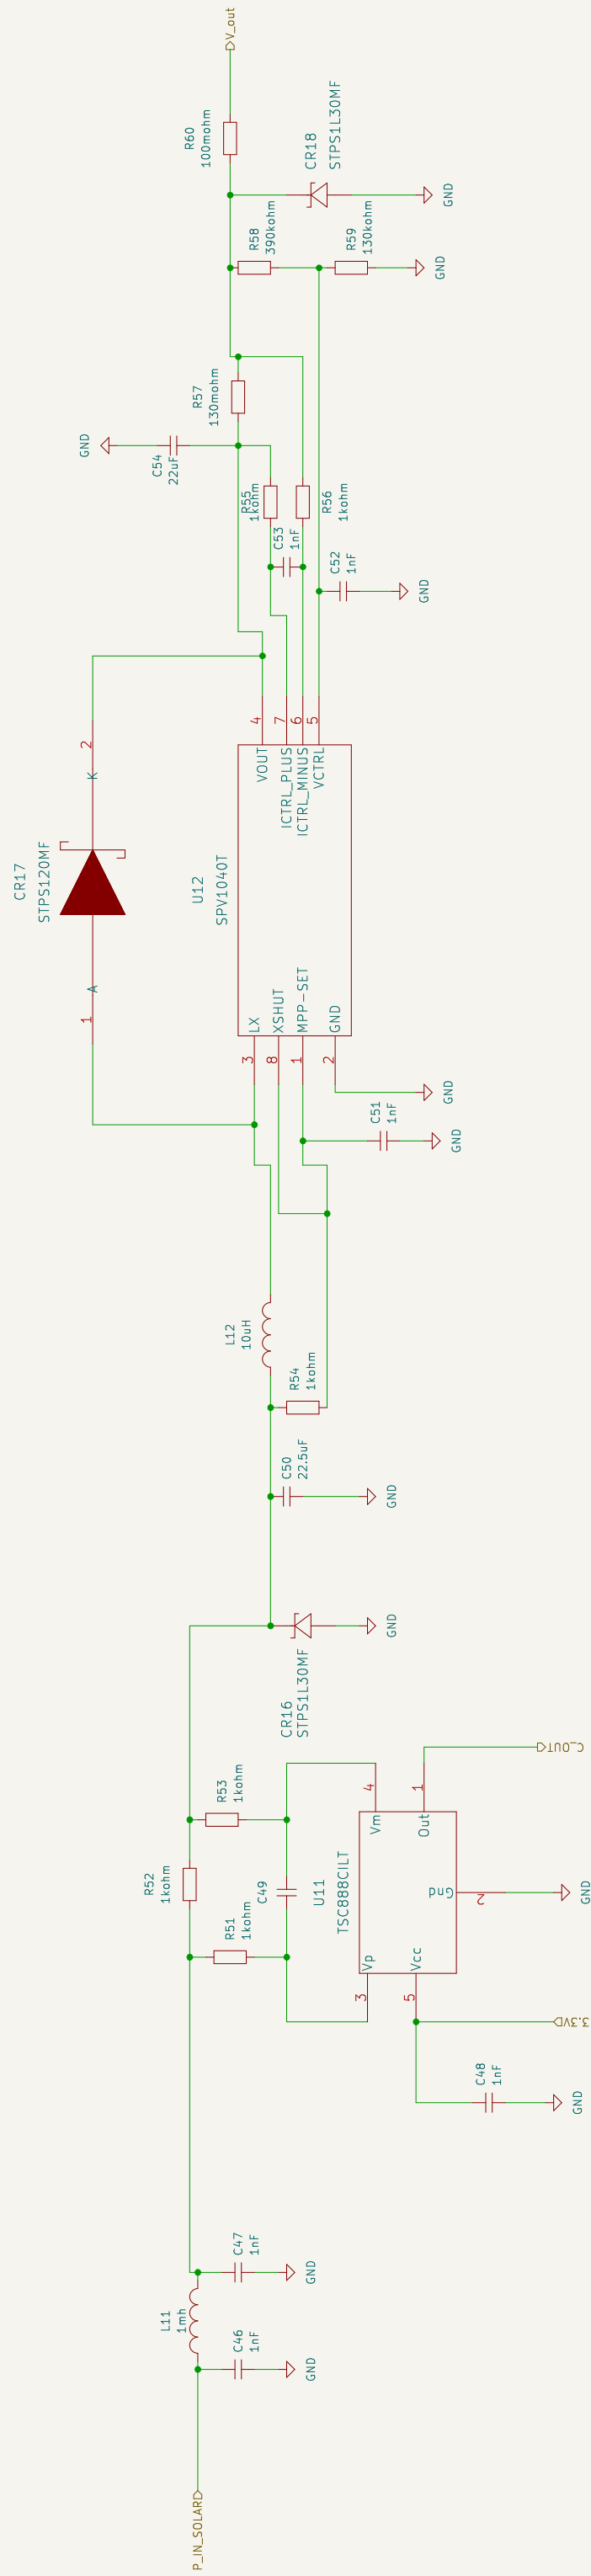 V_out
R60
100mohm
CR18
STPS1L30MF
GND
R58
390kohm
R59
130kohm
GND
R57
130mohm
GND
C54
22uF
R55
1kohm
R56
1kohm
C53
1nF
C52
1nF
GND
4
7
6
5
VOUT
ICTRL_PLUS
ICTRL_MINUS
VCTRL
2
K
CR17
STPS120MF
A
1
U12
SPV1040T
LX
XSHUT
MPP-SET
GND
3
8
1
2
GND
C51
1nF
GND
L12
10uH
R54
1kohm
C50
22.5uF
GND
CR16
STPS1L30MF
GND
C_OUT
R53
1kohm
4
1
Vm
Out
R52
1kohm
C49
U11
TSC888CILT
Gnd
2
GND
R51
1kohm
Vp
Vcc
3
5
3.3V
C48
1nF
GND
C47
1nF
GND
L11
1mh
C46
1nF
GND
P_IN_SOLAR